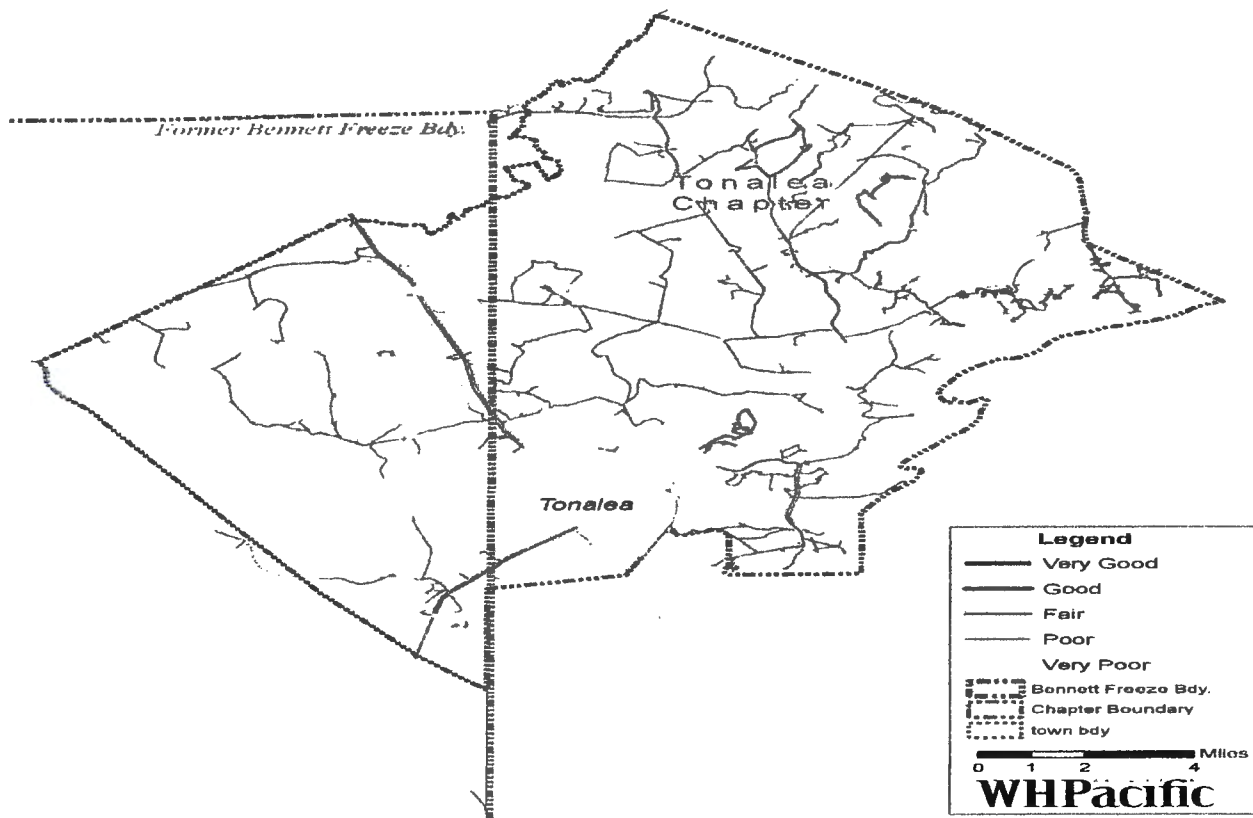 Former Bennett Freeze Bdy.
Tonalea
Chapter
Tonalea
Legend
Very Good
Good
Fair
Poor
Very Poor
Bennett Freeze Bdy.
Chapter Boundary
town bdy
Miles
0 1 2 4
WHPacific